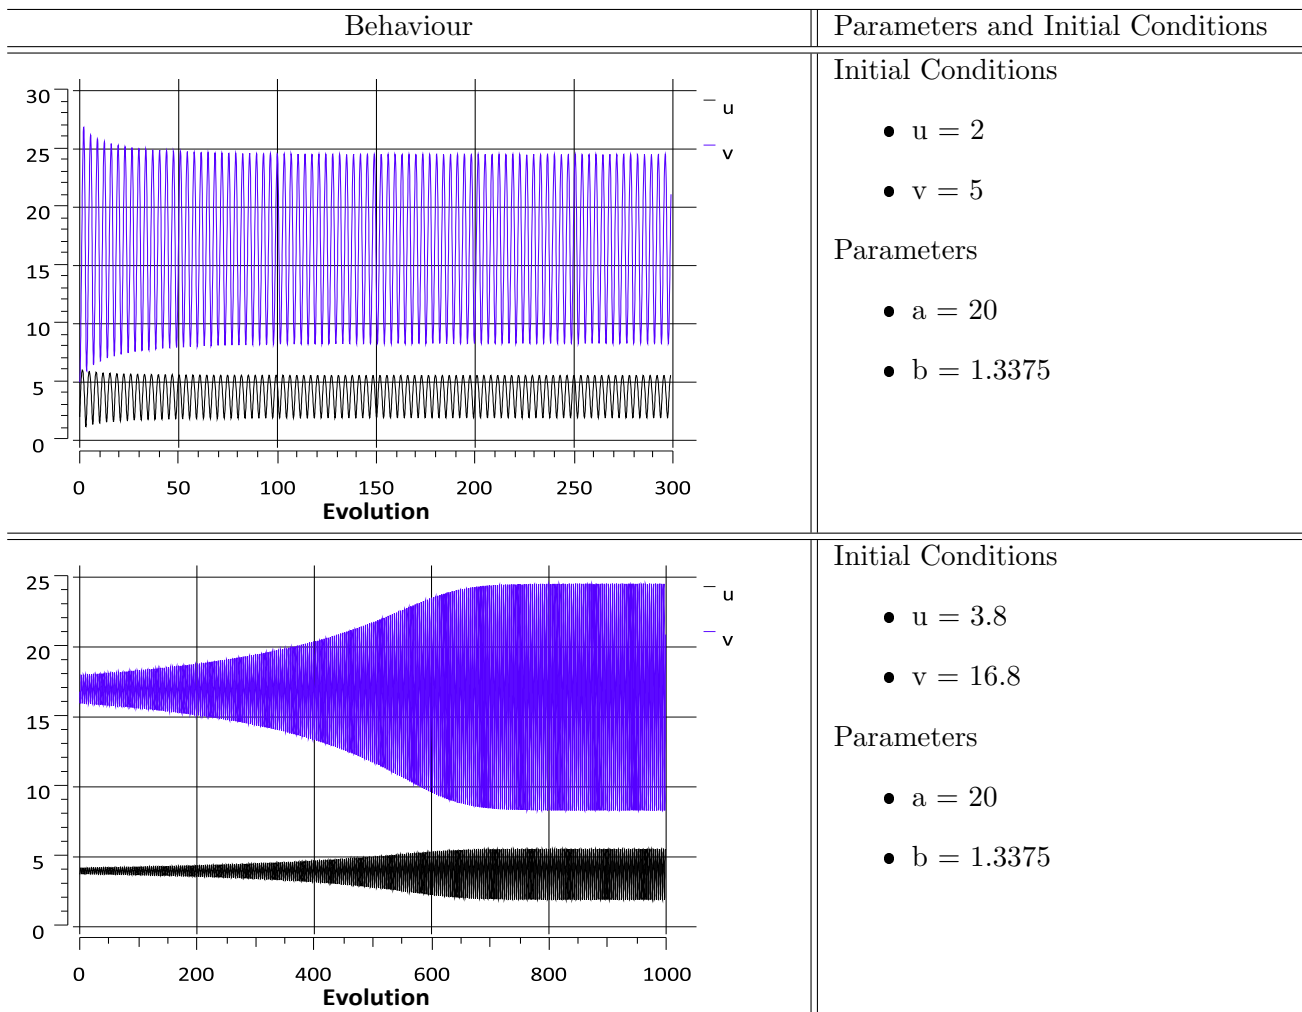 Behaviour
Parameters and Initial Conditions
30
25
20
15
10
5
0
u
v
0 50 100 150 200 250 300
Evolution
Initial Conditions
• u = 2
• v = 5
Parameters
• a = 20
• b = 1.3375
25
20
15
10
5
0
u
v
0 200 400 600 800 1000
Evolution
Initial Conditions
• u = 3.8
• v = 16.8
Parameters
• a = 20
• b = 1.3375